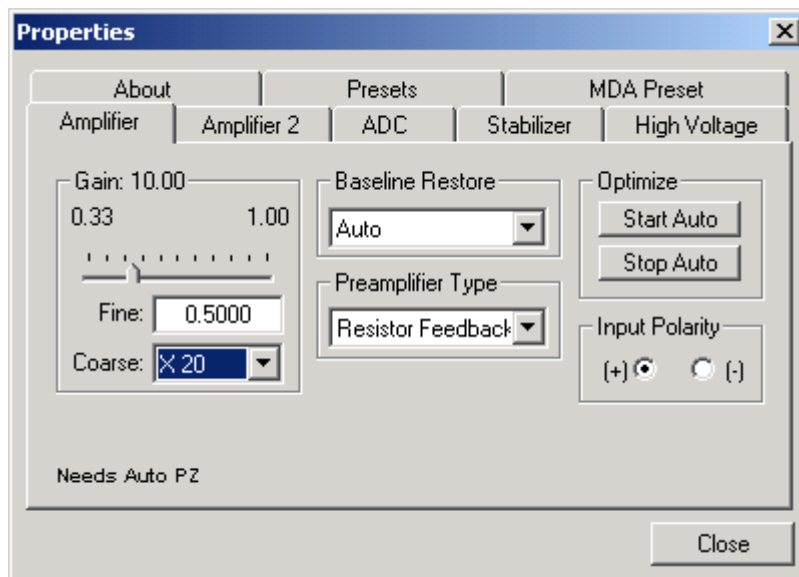 Properties
About
Presets
MDA Preset
Amplifier
Amplifier 2
ADC
Stabilizer
High Voltage
Gain: 10.00
0.33 1.00
Fine: 0.5000
Coarse: X 20
Baseline Restore
Auto
Preamplifier Type
Resistor Feedback
Optimize
Start Auto
Stop Auto
Input Polarity
(+) (-)
Needs Auto PZ
Close